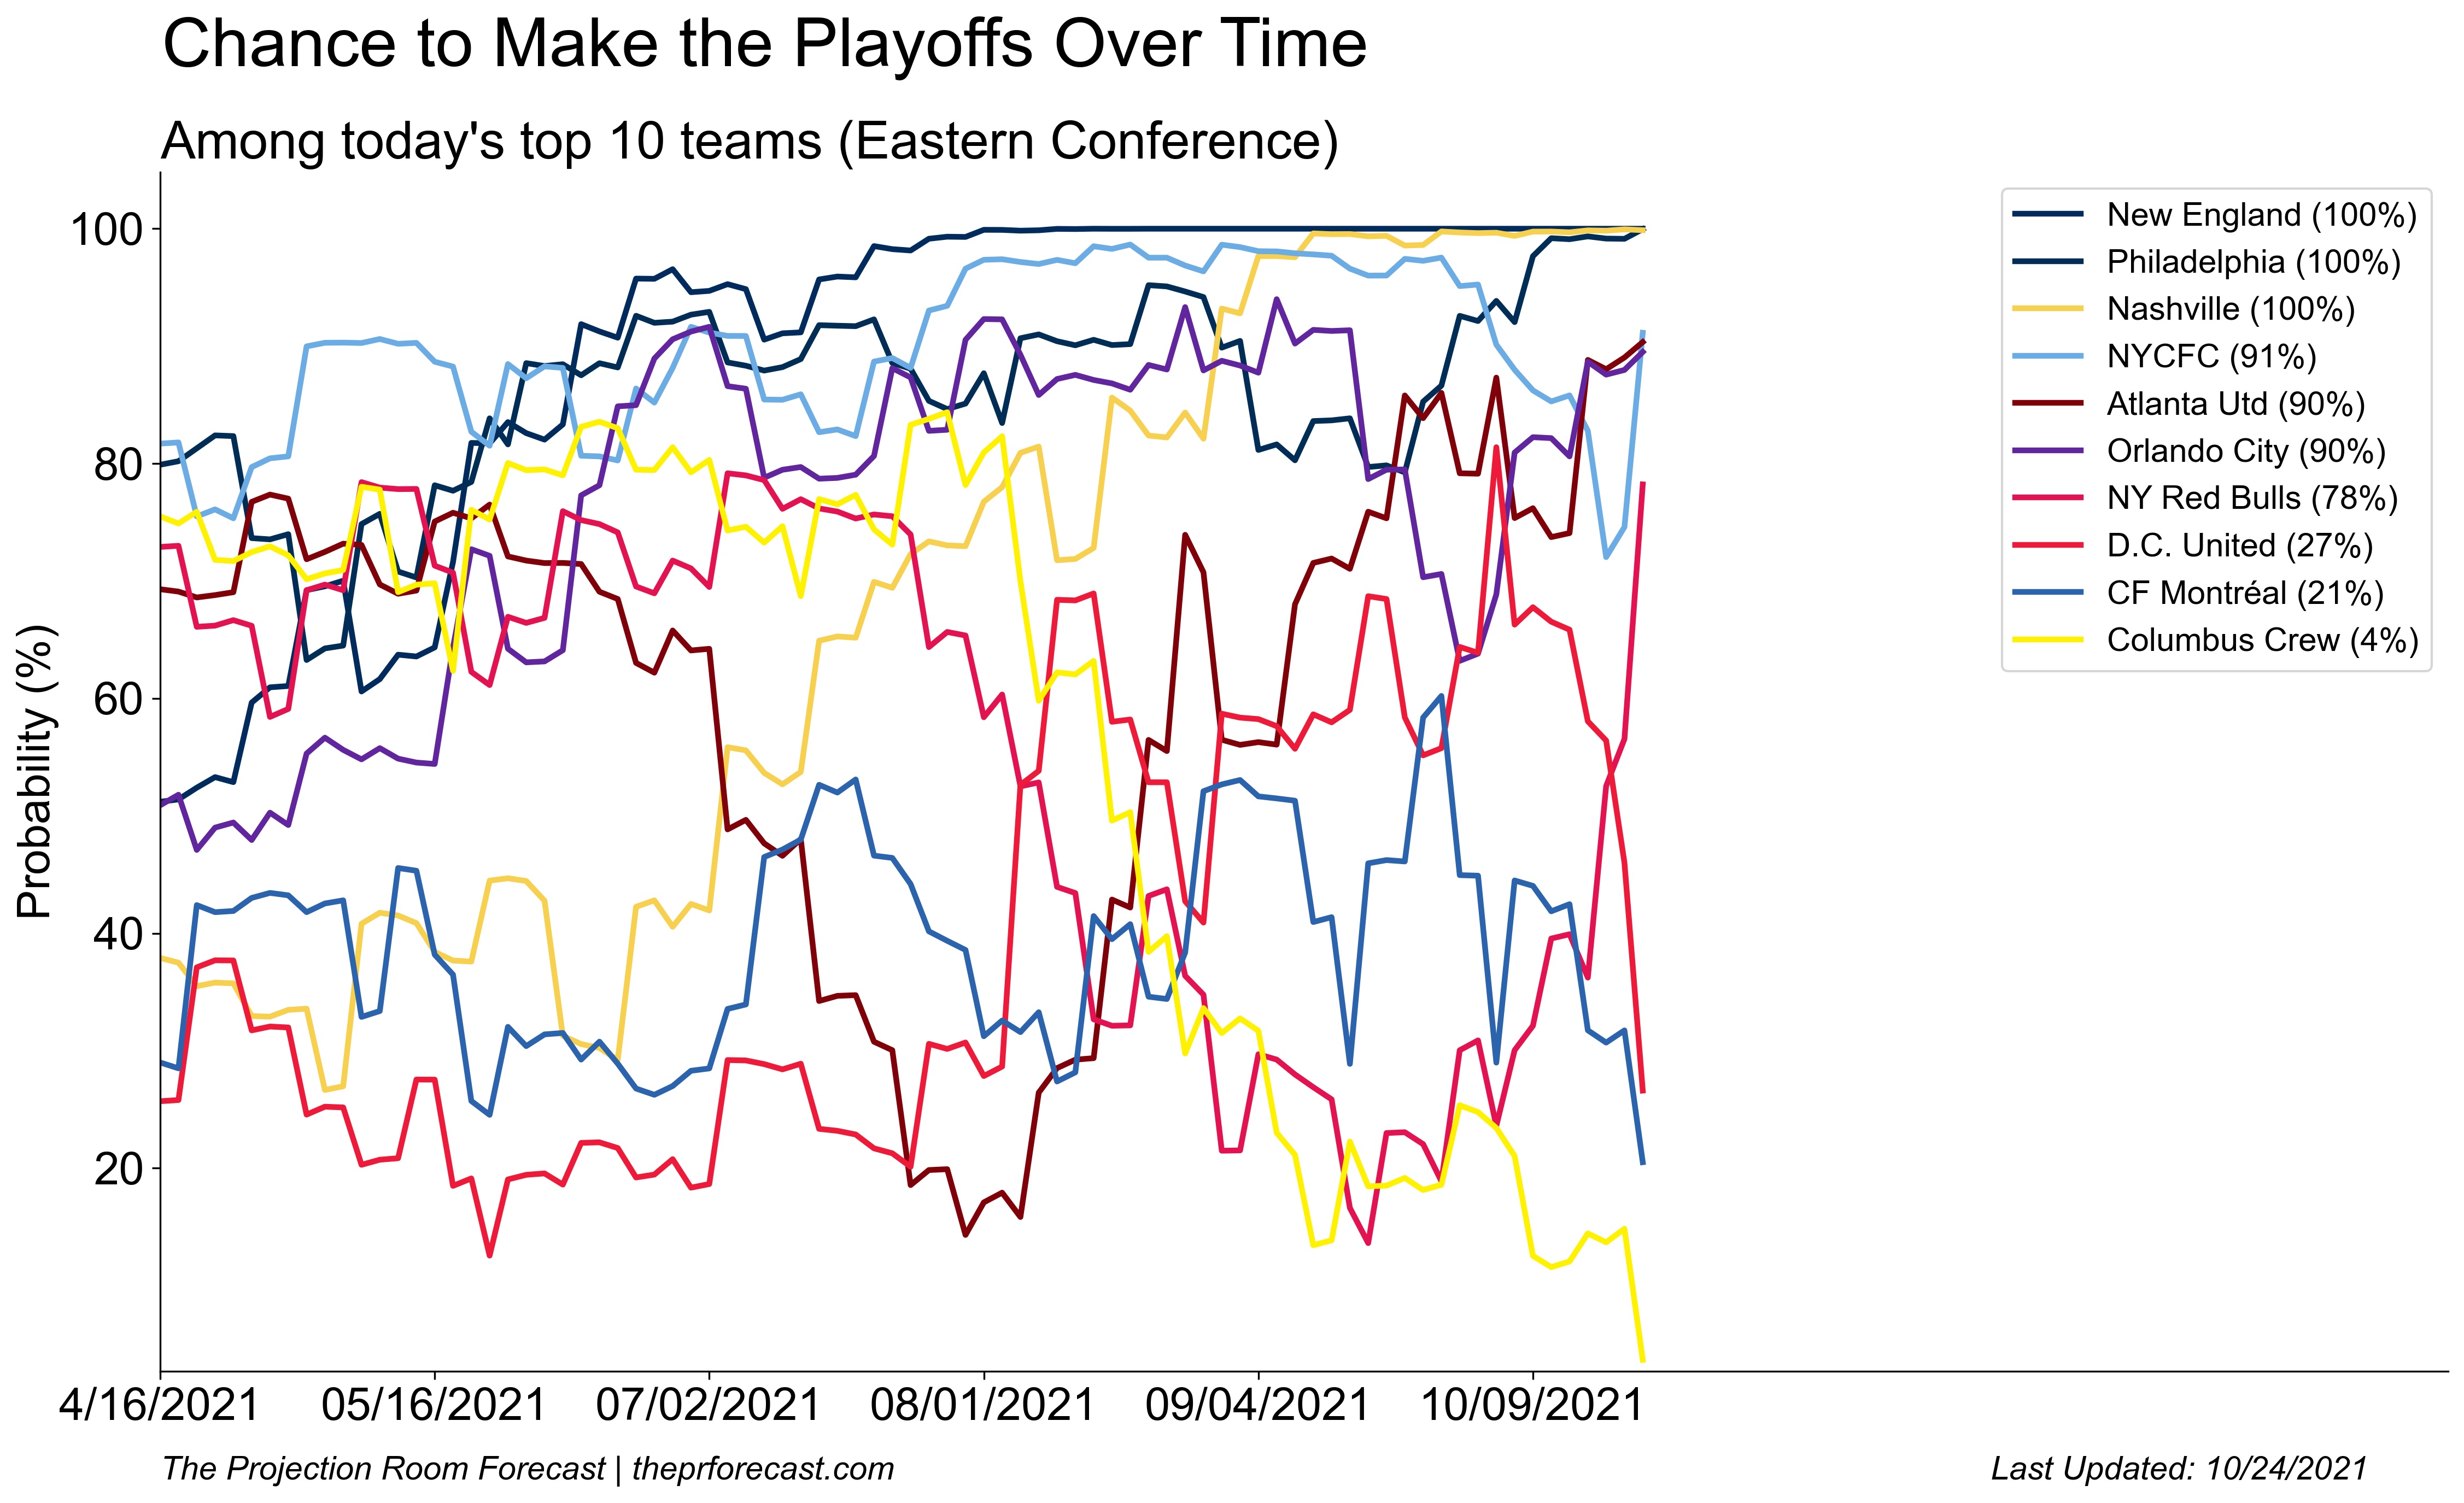 Chance to Make the Playoffs Over Time
Among today's top 10 teams (Eastern Conference)
100
80
60
40
20
Probability (%)
New England (100%)
Philadelphia (100%)
Nashville (100%)
NYCFC (91%)
Atlanta Utd (90%)
Orlando City (90%)
NY Red Bulls (78%)
D.C. United (27%)
CF Montréal (21%)
Columbus Crew (4%)
4/16/2021 05/16/2021 07/02/2021 08/01/2021 09/04/2021 10/09/2021
The Projection Room Forecast | theprforecast.com
Last Updated: 10/24/2021